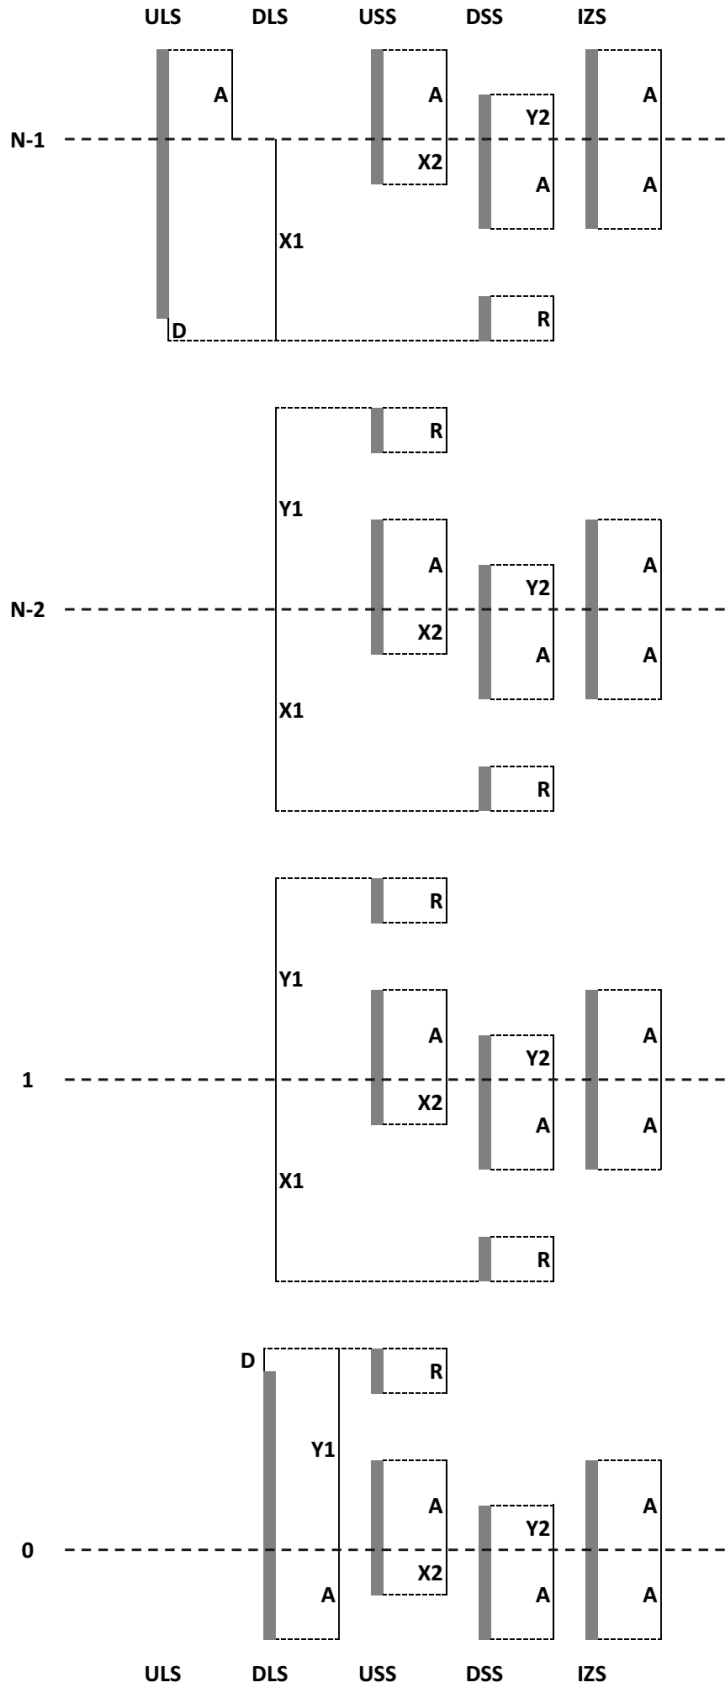 ULS DLS USS DSS IZS
A A A
Y2
N-1
X2
A A
X1
D R
R
Y1
A A
Y2
N-2
X2
A A
X1
R
R
Y1
A A
Y2
1
X2
A A
X1
R
D R
Y1
A A
Y2
0
X2
A A A
ULS DLS USS DSS IZS